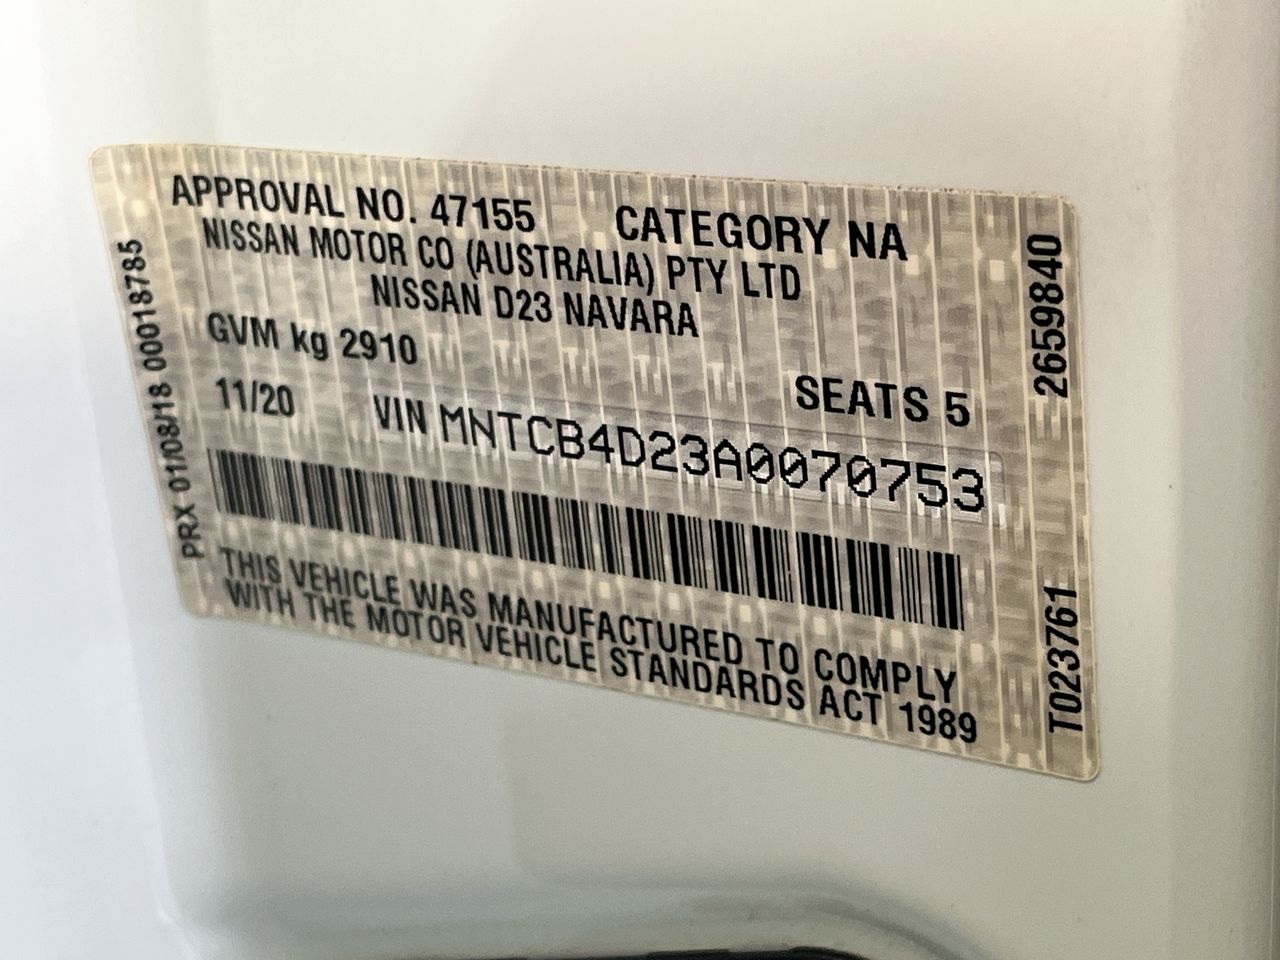 APPROVAL NO. 47155 CATEGORY NA
NISSAN MOTOR CO (AUSTRALIA) PTY LTD
NISSAN D23 NAVARA
GVM kg 2910
SEATS 5
11/20 VIN MNTCB4D23A0070753
THIS VEHICLE WAS MANUFACTURED TO COMPLY
WITH THE MOTOR VEHICLE STANDARDS ACT 1989
PRX 01/08/18 00018785
2659840
T023761